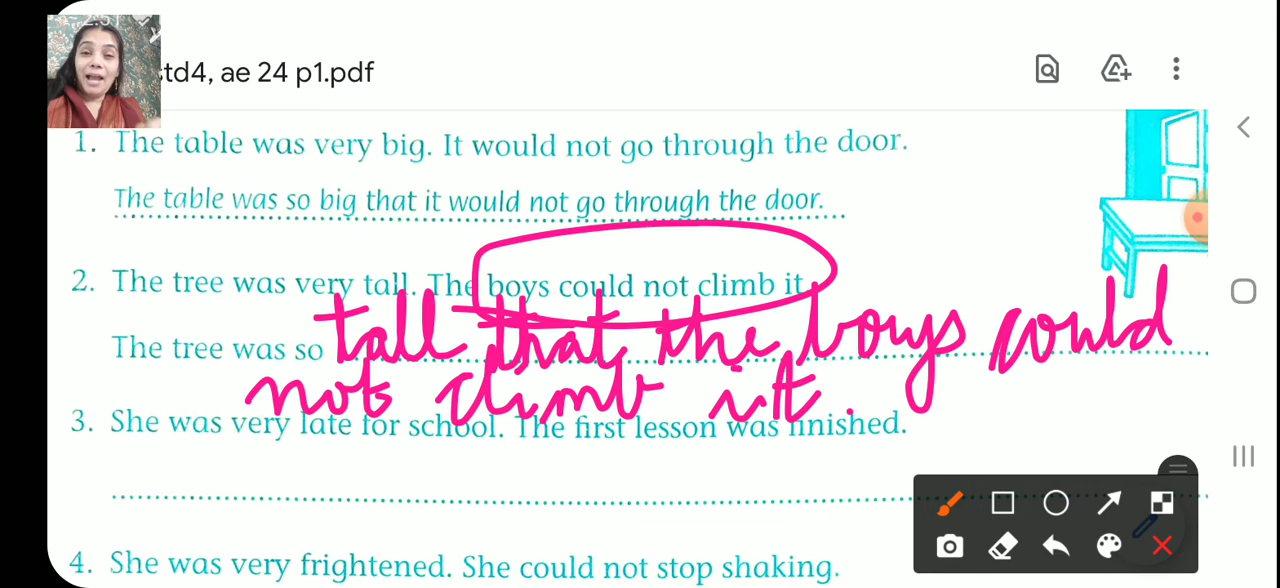 2:51
std4, ae 24 p1.pdf
1. The table was very big. It would not go through the door.
The table was so big that it would not go through the door.
2. The tree was very tall. The boys could not climb it.
The tree was so tall that the boys could
not climb it.
3. She was very late for school. The first lesson was finished.
4. She was very frightened. She could not stop shaking.